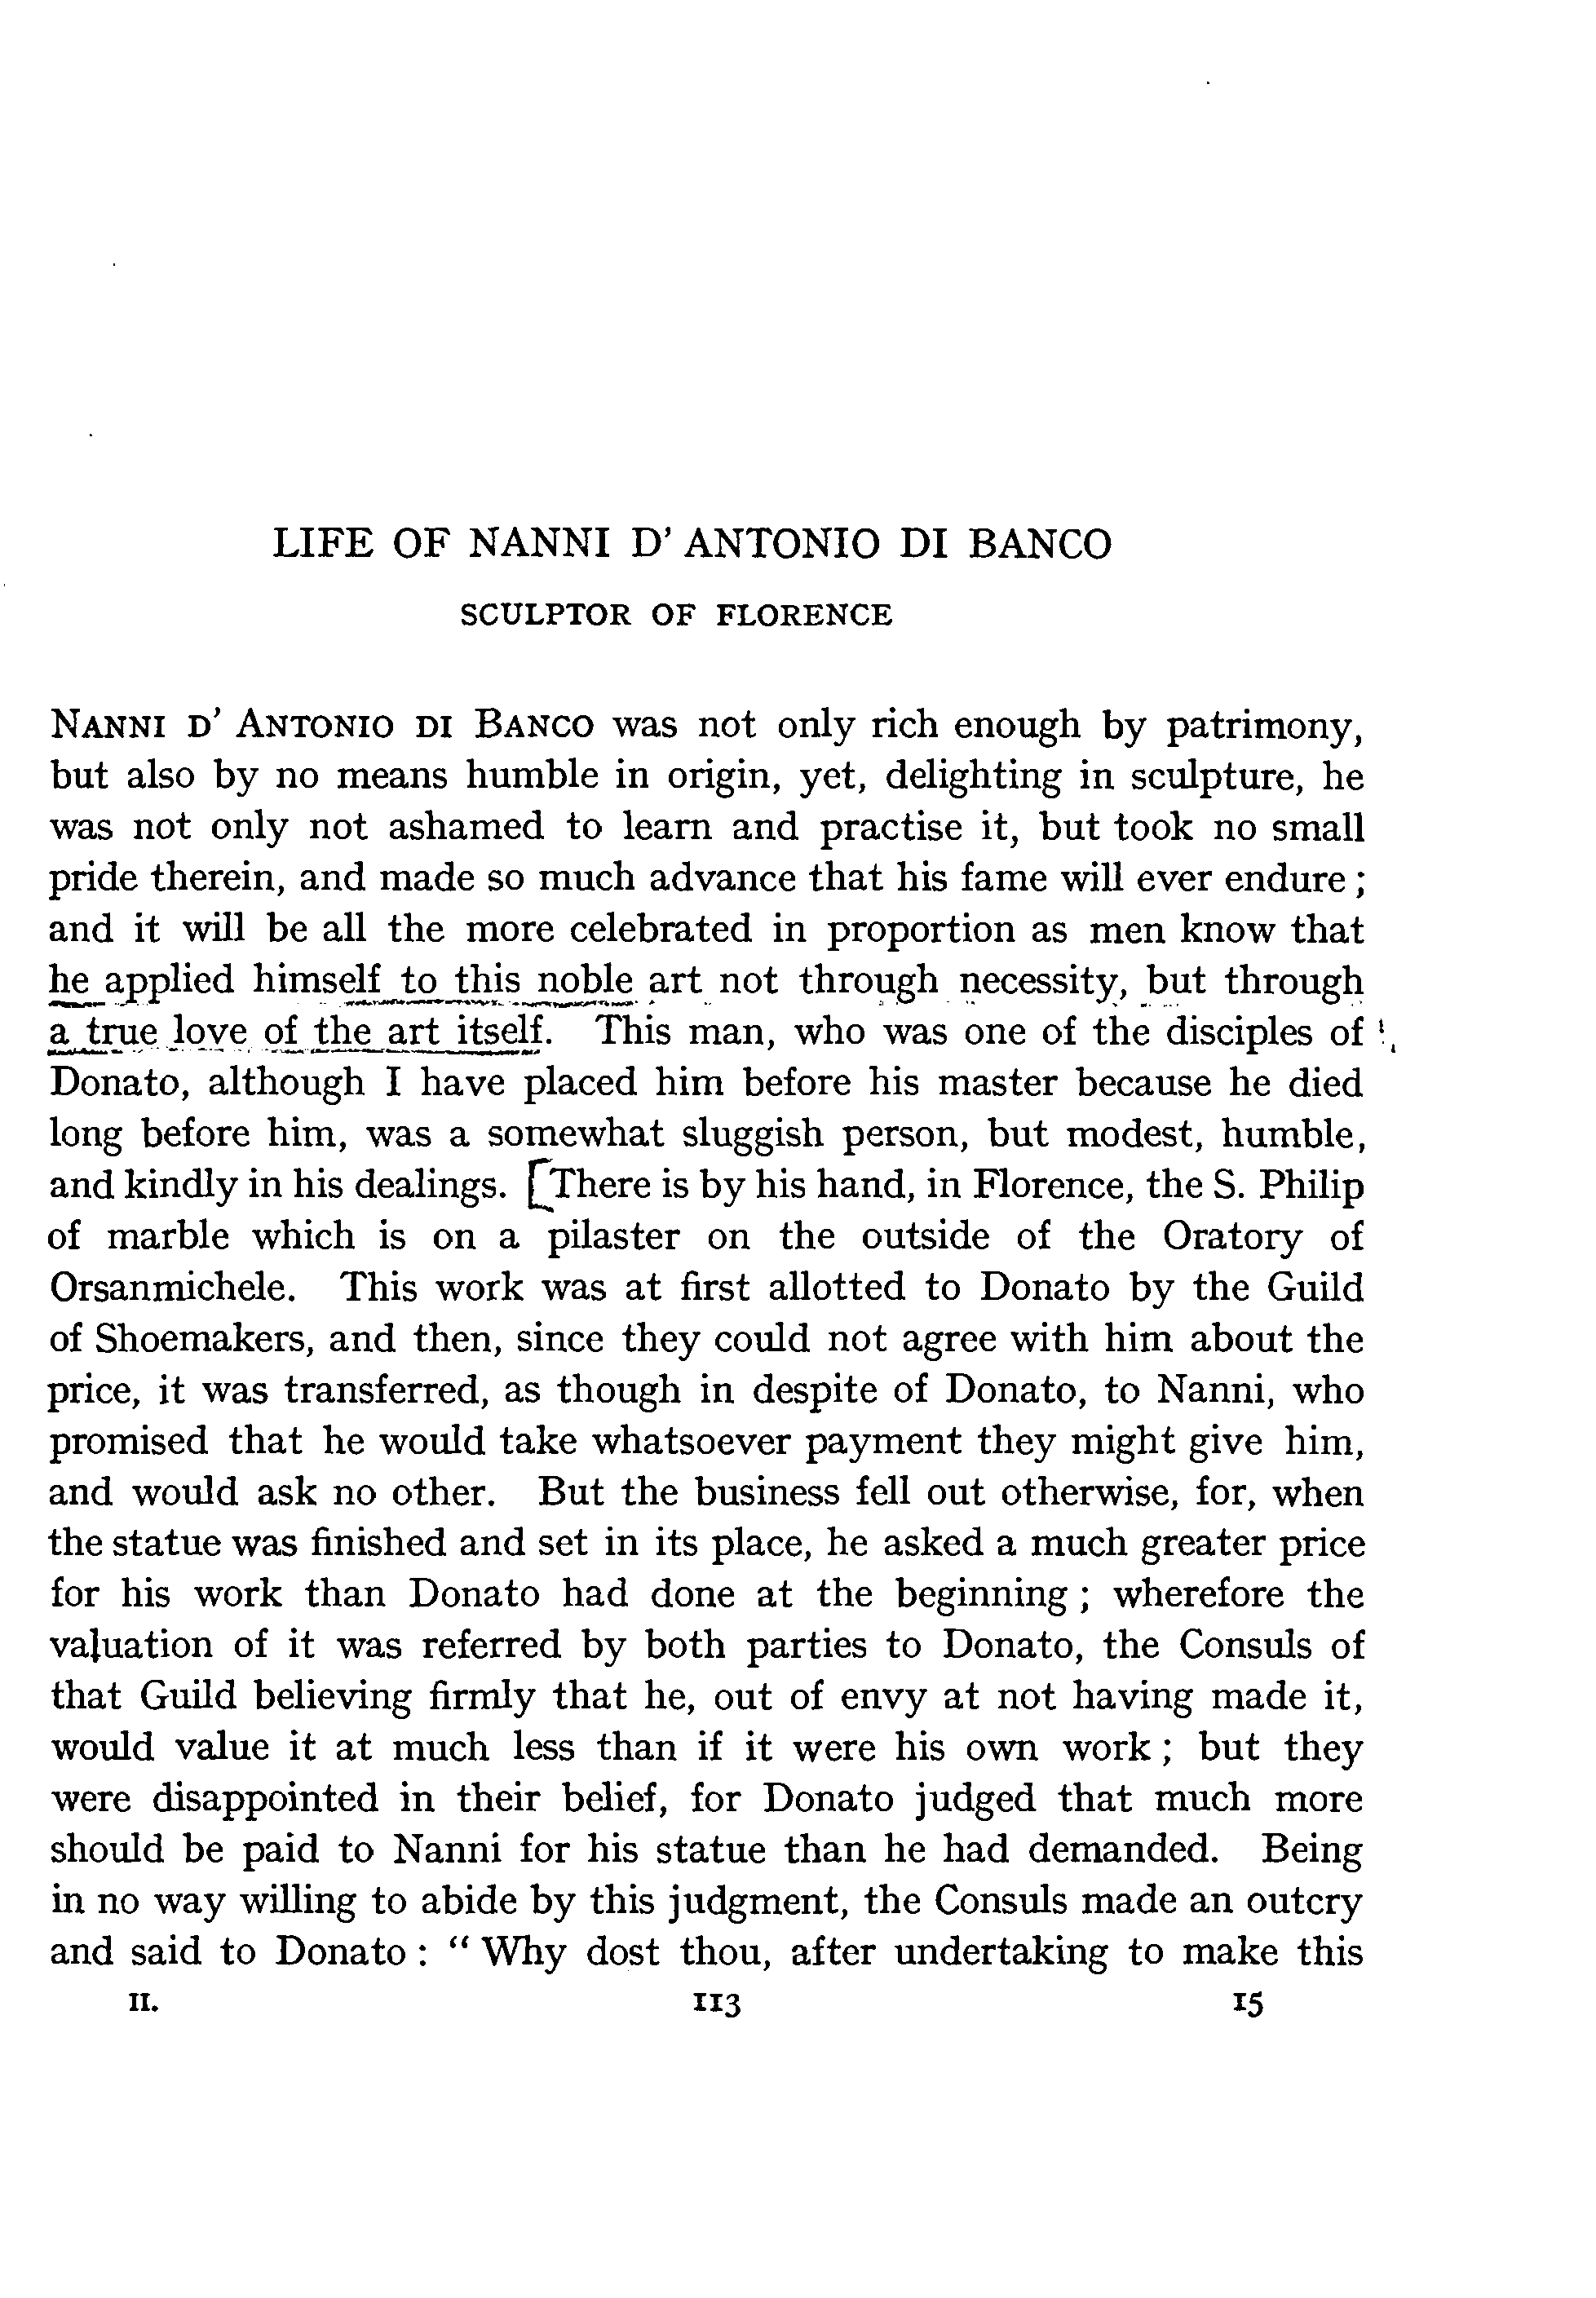 LIFE OF NANNI D' ANTONIO DI BANCO
SCULPTOR OF FLORENCE
NANNI D' ANTONIO DI BANCO was not only rich enough by patrimony,
but also by no means humble in origin, yet, delighting in sculpture, he
was not only not ashamed to learn and practise it, but took no small
pride therein, and made so much advance that his fame will ever endure;
and it will be all the more celebrated in proportion as men know that
he applied himself to this noble art not through necessity, but through
a true love of the art itself. This man, who was one of the disciples of
Donato, although I have placed him before his master because he died
long before him, was a somewhat sluggish person, but modest, humble,
and kindly in his dealings. [There is by his hand, in Florence, the S. Philip
of marble which is on a pilaster on the outside of the Oratory of
Orsanmichele. This work was at first allotted to Donato by the Guild
of Shoemakers, and then, since they could not agree with him about the
price, it was transferred, as though in despite of Donato, to Nanni, who
promised that he would take whatsoever payment they might give him,
and would ask no other. But the business fell out otherwise, for, when
the statue was finished and set in its place, he asked a much greater price
for his work than Donato had done at the beginning; wherefore the
valuation of it was referred by both parties to Donato, the Consuls of
that Guild believing firmly that he, out of envy at not having made it,
would value it at much less than if it were his own work; but they
were disappointed in their belief, for Donato judged that much more
should be paid to Nanni for his statue than he had demanded. Being
in no way willing to abide by this judgment, the Consuls made an outcry
and said to Donato: "Why dost thou, after undertaking to make this
II. 113 15